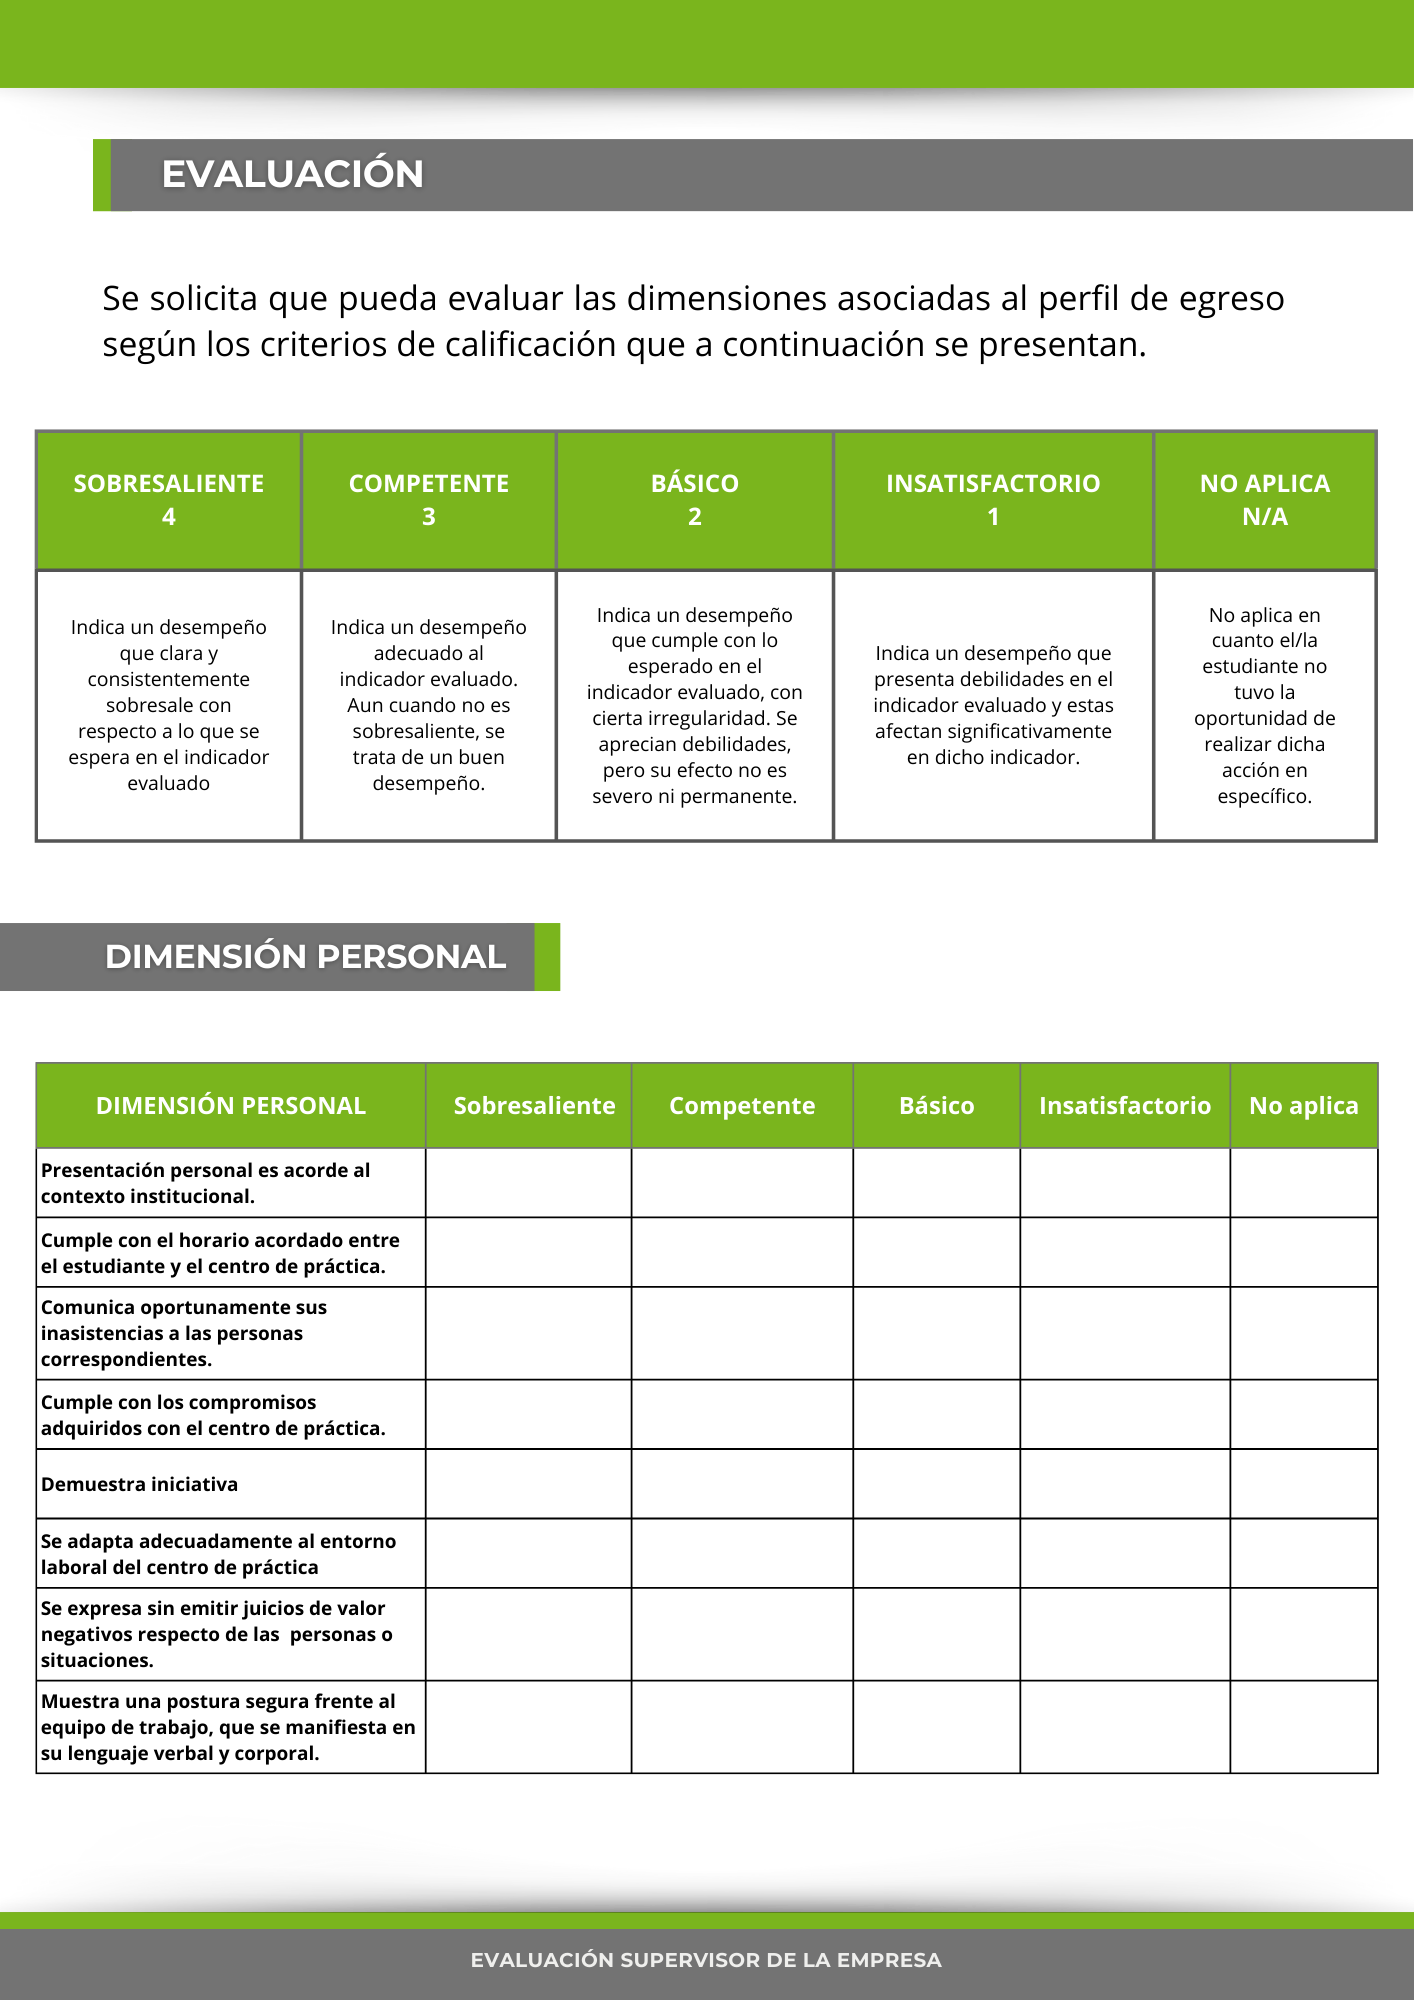 EVALUACIÓN
Se solicita que pueda evaluar las dimensiones asociadas al perfil de egreso
según los criterios de calificación que a continuación se presentan.
SOBRESALIENTE
4
COMPETENTE
3
BÁSICO
2
INSATISFACTORIO
1
NO APLICA
N/A
Indica un desempeño
que clara y
consistentemente
sobresale con
respecto a lo que se
espera en el indicador
evaluado
Indica un desempeño
adecuado al
indicador evaluado.
Aun cuando no es
sobresaliente, se
trata de un buen
desempeño.
Indica un desempeño
que cumple con lo
esperado en el
indicador evaluado, con
cierta irregularidad. Se
aprecian debilidades,
pero su efecto no es
severo ni permanente.
Indica un desempeño que
presenta debilidades en el
indicador evaluado y estas
afectan significativamente
en dicho indicador.
No aplica en
cuanto el/la
estudiante no
tuvo la
oportunidad de
realizar dicha
acción en
específico.
DIMENSIÓN PERSONAL
DIMENSIÓN PERSONAL Sobresaliente Competente Básico Insatisfactorio No aplica
Presentación personal es acorde al
contexto institucional.
Cumple con el horario acordado entre
el estudiante y el centro de práctica.
Comunica oportunamente sus
inasistencias a las personas
correspondientes.
Cumple con los compromisos
adquiridos con el centro de práctica.
Demuestra iniciativa
Se adapta adecuadamente al entorno
laboral del centro de práctica
Se expresa sin emitir juicios de valor
negativos respecto de las  personas o
situaciones.
Muestra una postura segura frente al
equipo de trabajo, que se manifiesta en
su lenguaje verbal y corporal.
EVALUACIÓN SUPERVISOR DE LA EMPRESA